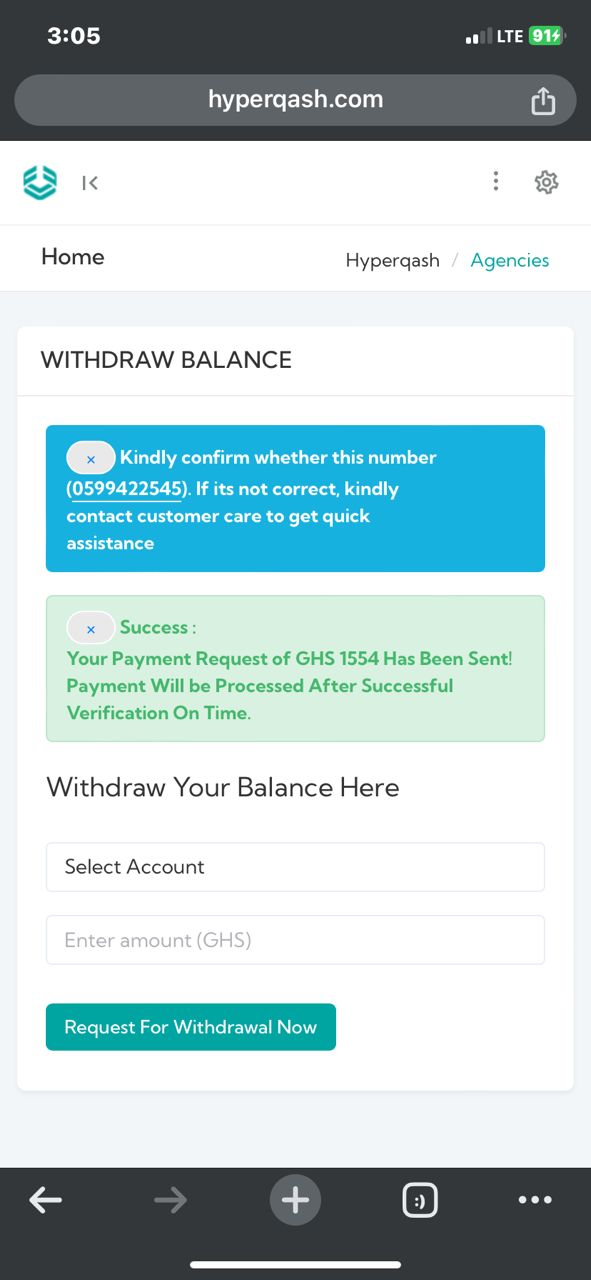 3:05
LTE 91
hyperqash.com
Home
Hyperqash / Agencies
WITHDRAW BALANCE
× Kindly confirm whether this number
(0599422545). If its not correct, kindly
contact customer care to get quick
assistance
× Success :
Your Payment Request of GHS 1554 Has Been Sent!
Payment Will be Processed After Successful
Verification On Time.
Withdraw Your Balance Here
Select Account
Enter amount (GHS)
Request For Withdrawal Now
:)